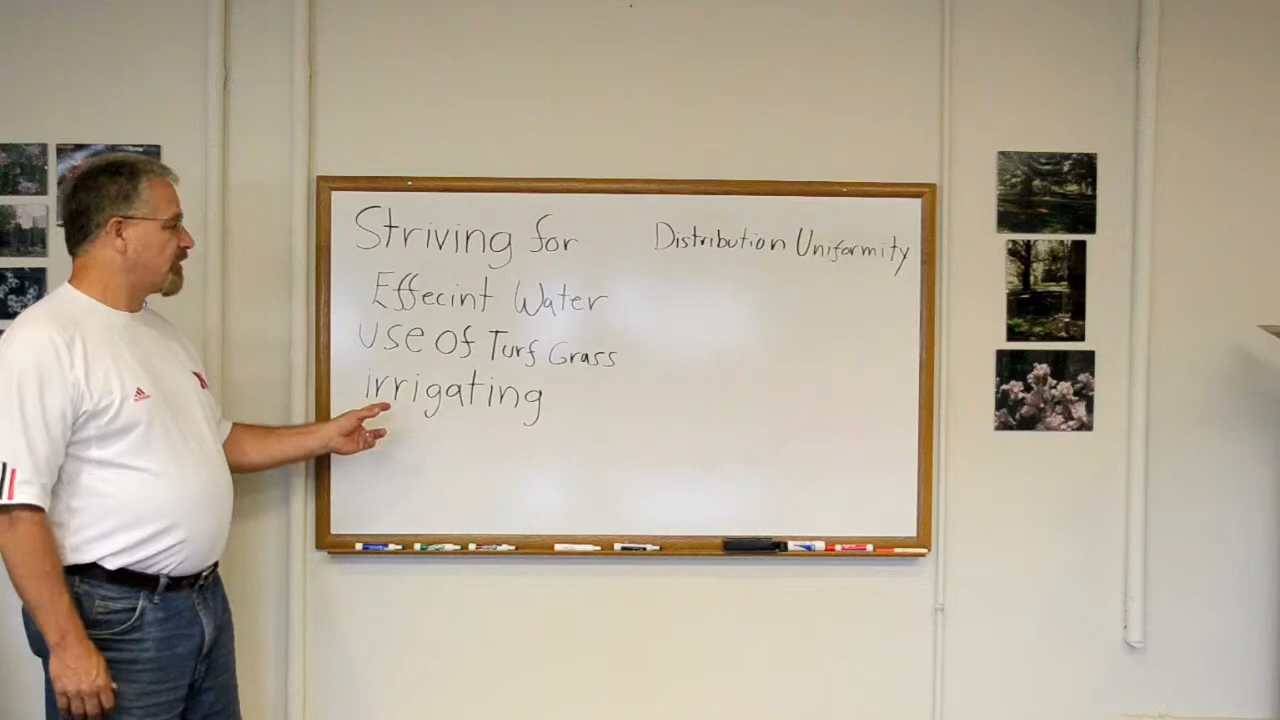 Striving for
Effecint Water
use of Turf Grass
irrigating
Distribution Uniformity